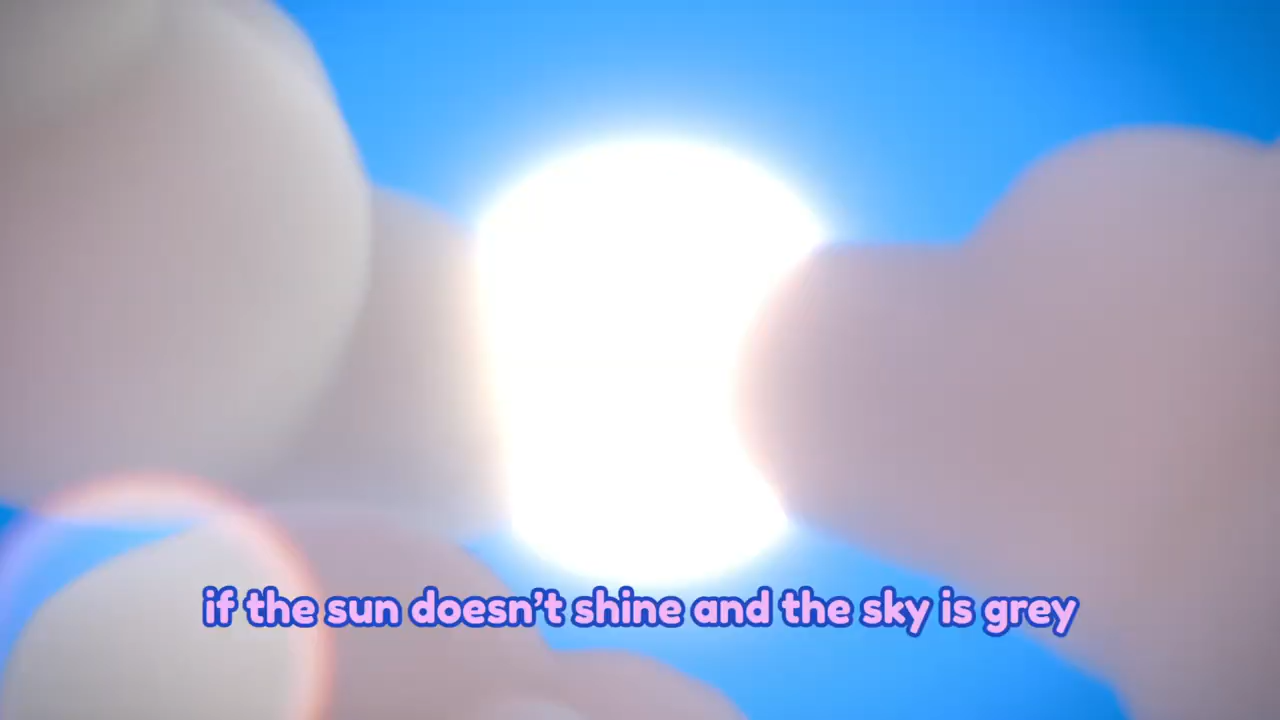 if the sun doesn’t shine and the sky is grey